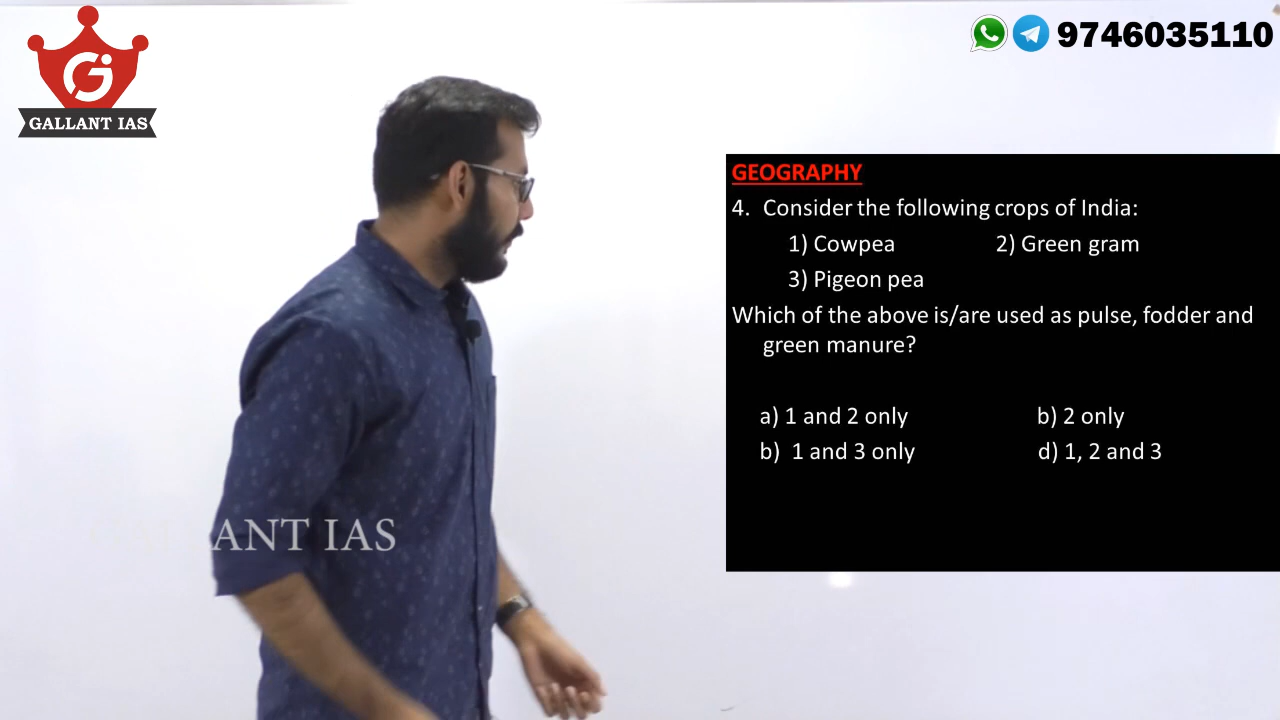 GALLANT IAS
9746035110
GEOGRAPHY
4. Consider the following crops of India:
1) Cowpea 2) Green gram
3) Pigeon pea
Which of the above is/are used as pulse, fodder and
green manure?
a) 1 and 2 only b) 2 only
b) 1 and 3 only d) 1, 2 and 3
ANT IAS